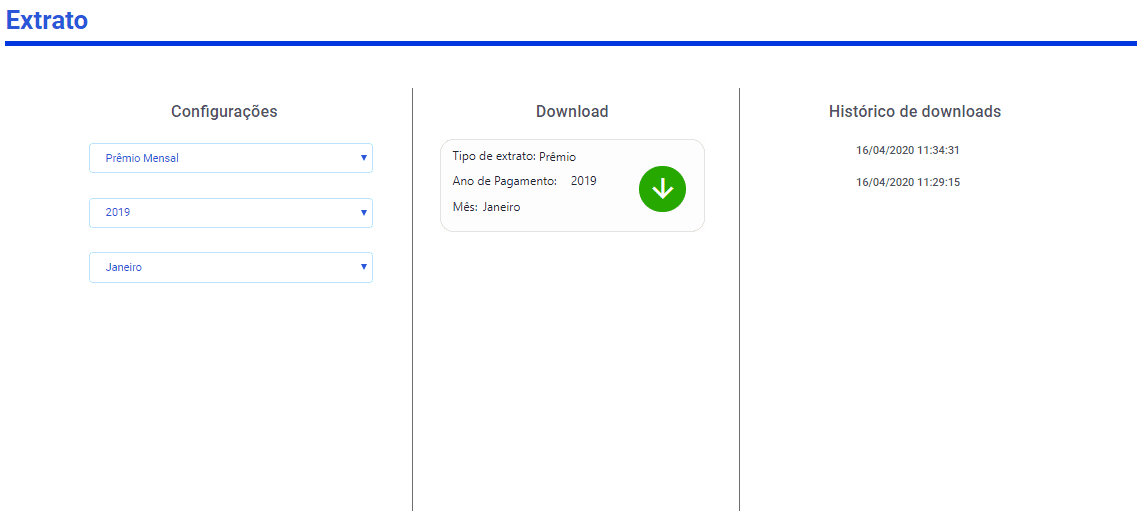 Extrato
Configurações
Prêmio Mensal
2019
Janeiro
Download
Tipo de extrato: Prêmio
Ano de Pagamento: 2019
Mês: Janeiro
Histórico de downloads
16/04/2020 11:34:31
16/04/2020 11:29:15